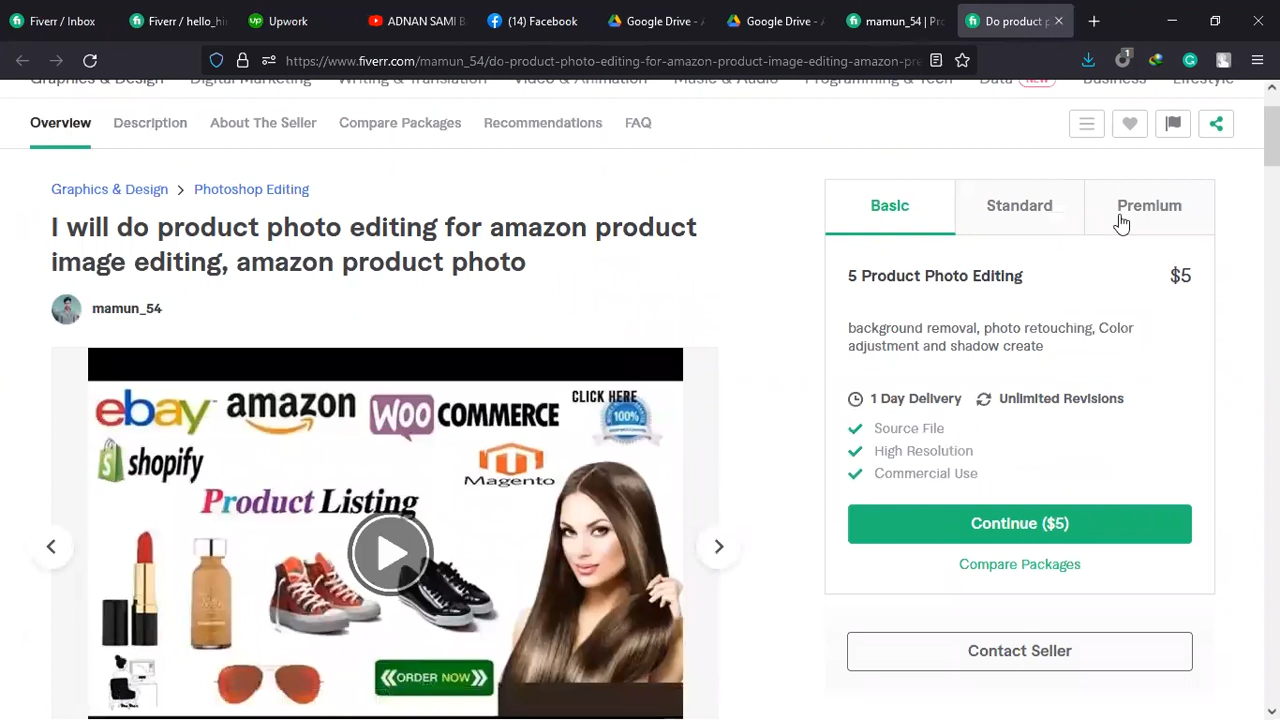 Fiverr / Inbox
Fiverr / hello_hi
Upwork
ADNAN SAMI B
(14) Facebook
Google Drive - A
Google Drive - A
mamun_54 | Pr
Do product p
https://www.fiverr.com/mamun_54/do-product-photo-editing-for-amazon-product-image-editing-amazon-pr
1
Graphics & Design
Digital Marketing
Writing & Translation
Video & Animation
Music & Audio
Programming & Tech
Data NEW
Business
Lifestyle
Overview
Description
About The Seller
Compare Packages
Recommendations
FAQ
Graphics & Design > Photoshop Editing
I will do product photo editing for amazon product
image editing, amazon product photo
mamun_54
ebay
amazon
WOO COMMERCE
CLICK HERE
100%
shopify
Magento
Product Listing
ORDER NOW
Basic
Standard
Premium
5 Product Photo Editing
$5
background removal, photo retouching, Color
adjustment and shadow create
1 Day Delivery
Unlimited Revisions
Source File
High Resolution
Commercial Use
Continue ($5)
Compare Packages
Contact Seller